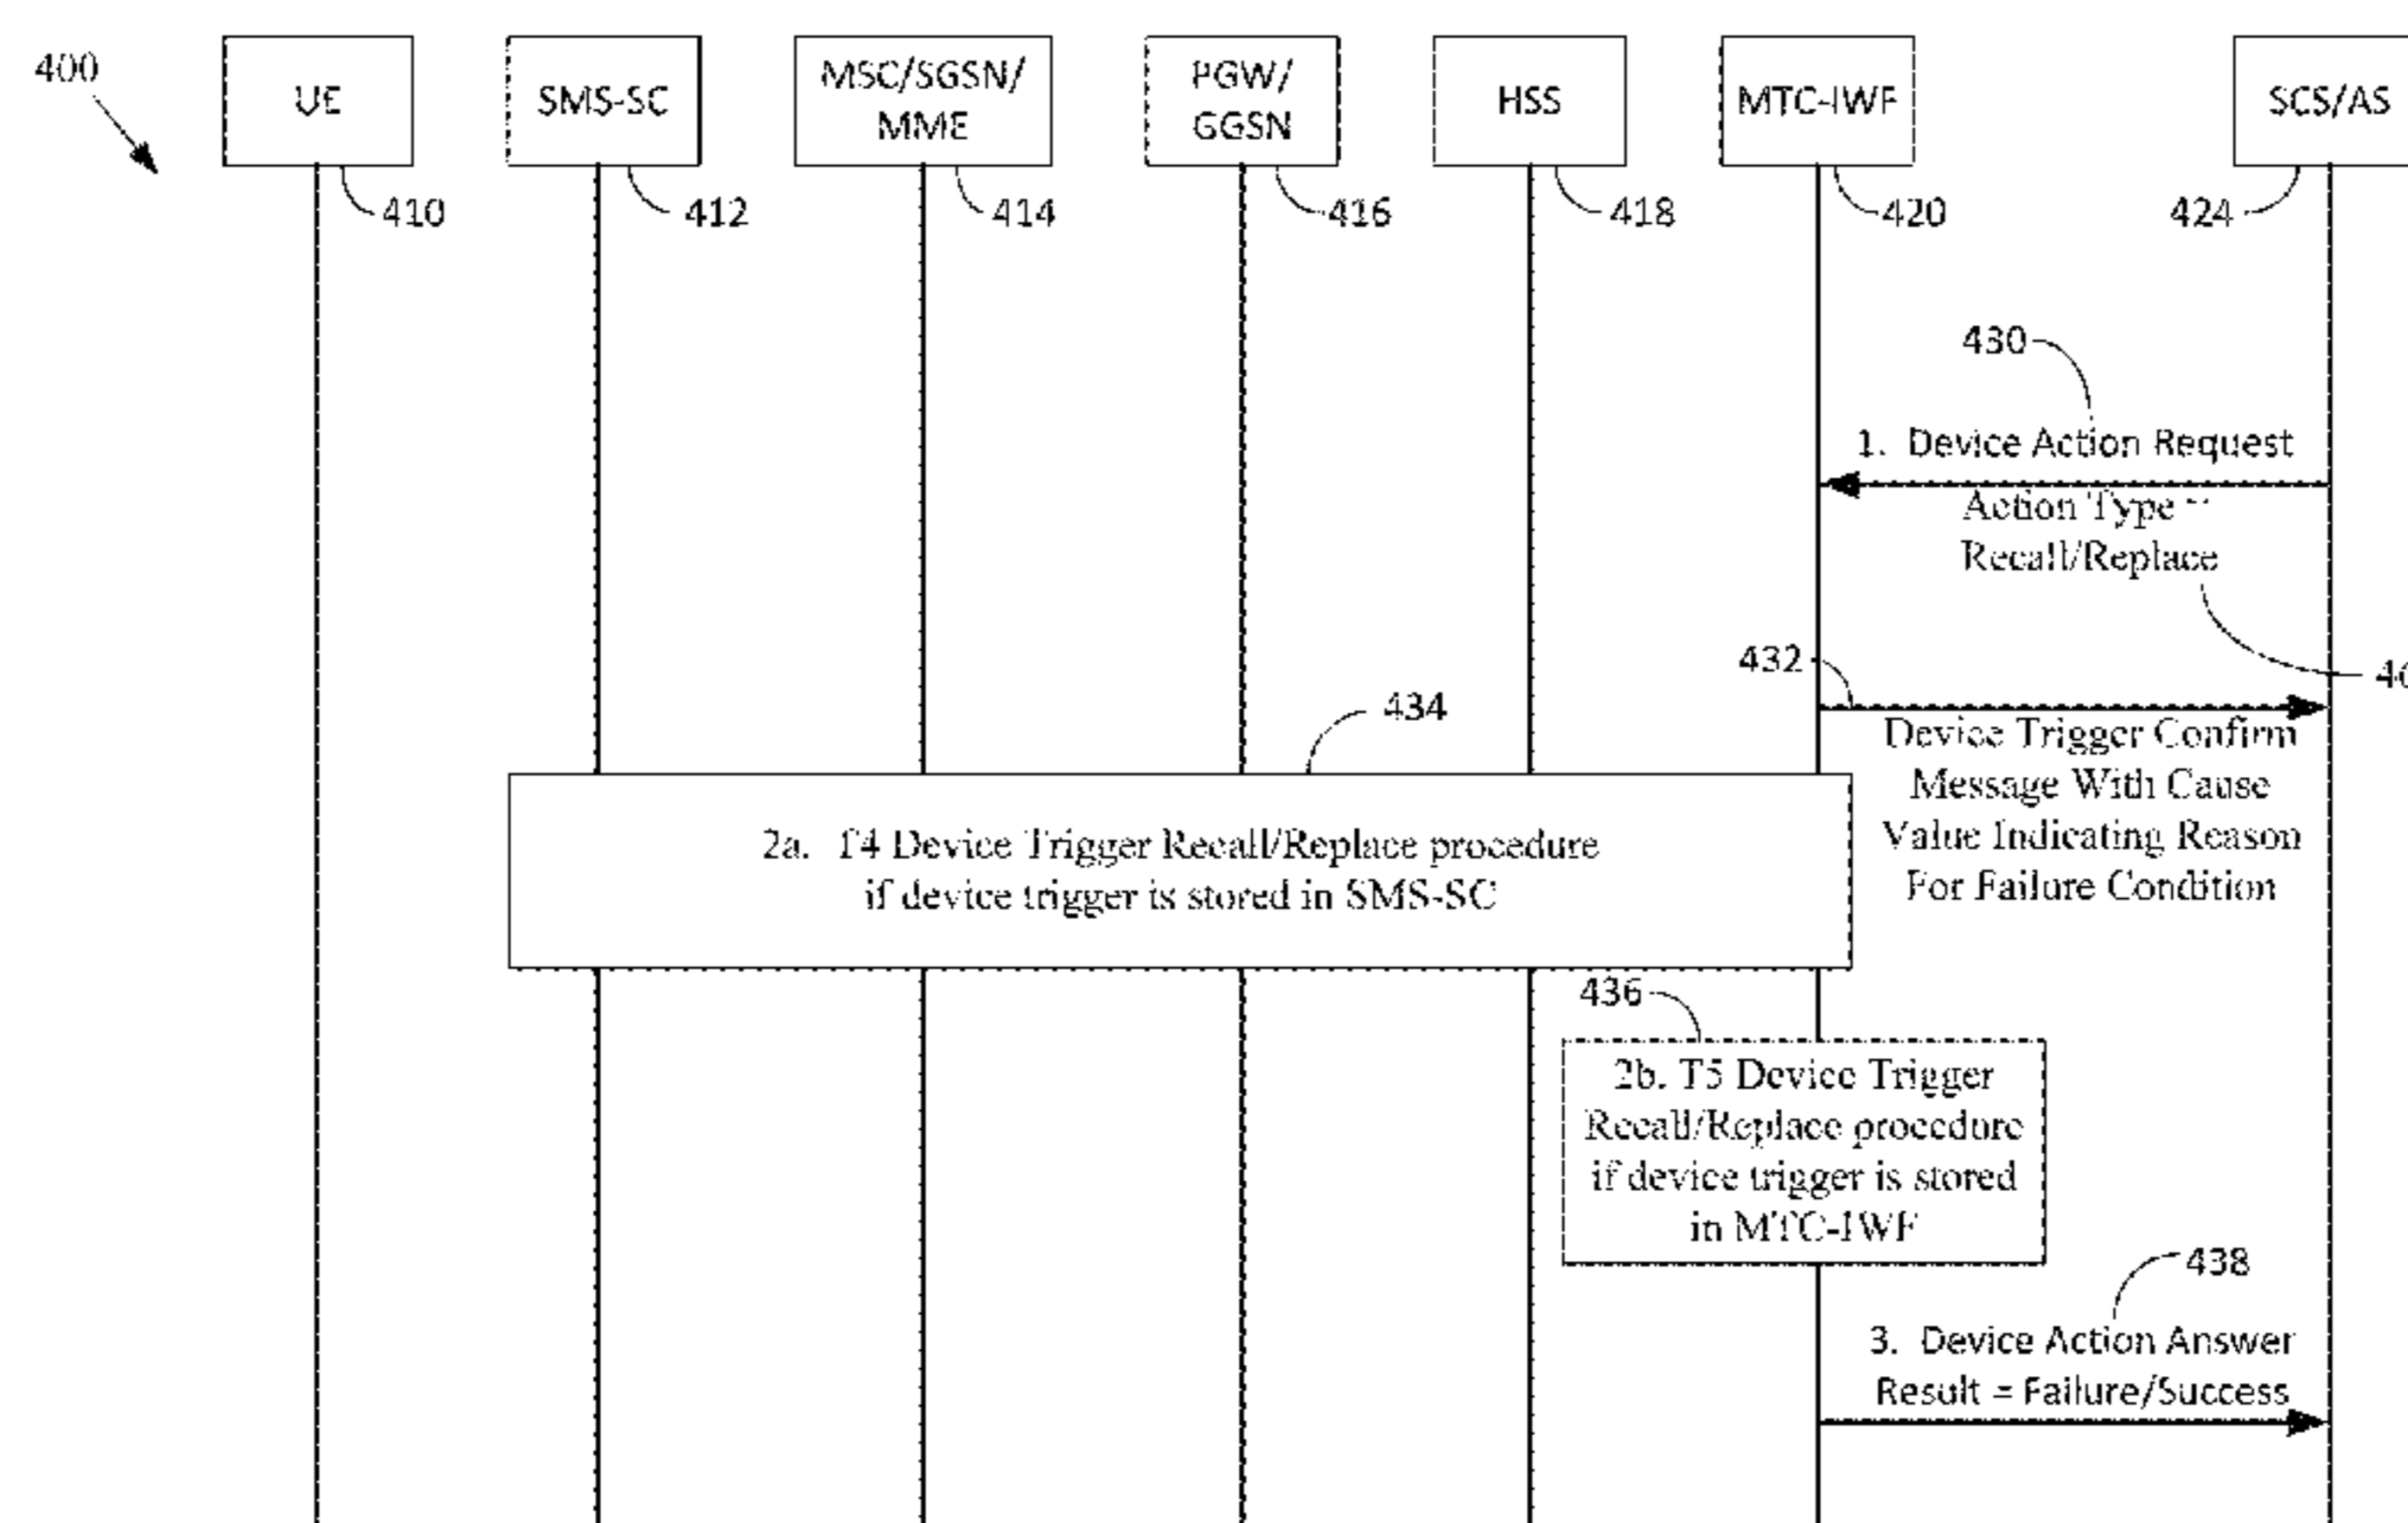 400
UE
SMS-SC
MSC/SGSN/
MME
PGW/
GGSN
HSS
MTC-IWF
SCS/AS
410
412
414
416
418
420
424
430
1. Device Action Request
Action Type =
Recall/Replace
432
434
Device Trigger Confirm
Message With Cause
Value Indicating Reason
For Failure Condition
2a. T4 Device Trigger Recall/Replace procedure
if device trigger is stored in SMS-SC
436
2b. T5 Device Trigger
Recall/Replace procedure
if device trigger is stored
in MTC-IWF
438
3. Device Action Answer
Result = Failure/Success